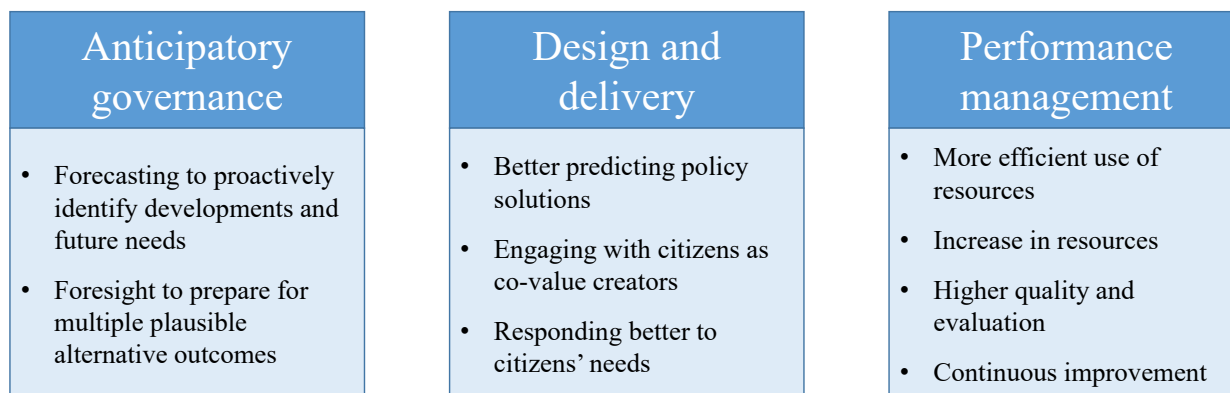 Anticipatory
governance
• Forecasting to proactively
identify developments and
future needs
• Foresight to prepare for
multiple plausible
alternative outcomes
Design and
delivery
• Better predicting policy
solutions
• Engaging with citizens as
co-value creators
• Responding better to
citizens’ needs
Performance
management
• More efficient use of
resources
• Increase in resources
• Higher quality and
evaluation
• Continuous improvement